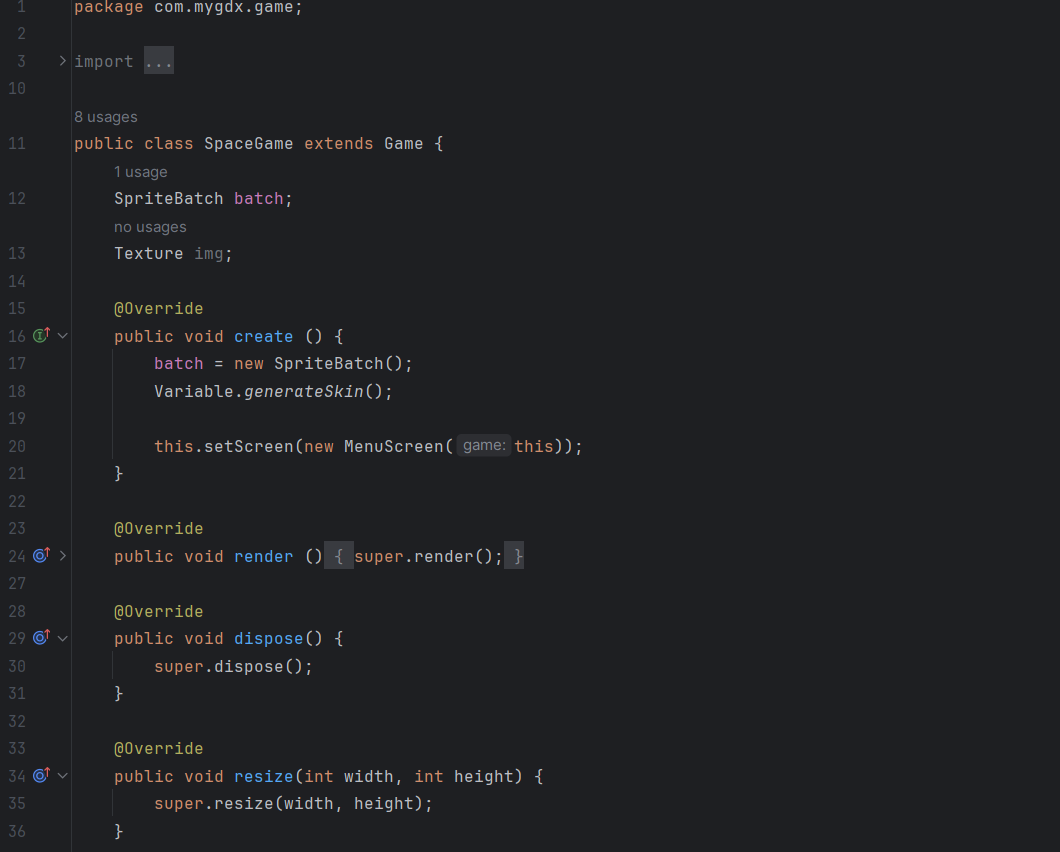 1 package com.mygdx.game;
2
3 import ...
10
8 usages
11 public class SpaceGame extends Game {
1 usage
12 SpriteBatch batch;
no usages
13 Texture img;
14
15 @Override
16 public void create () {
17 batch = new SpriteBatch();
18 Variable.generateSkin();
19
20 this.setScreen(new MenuScreen( game: this));
21 }
22
23 @Override
24 public void render () { super.render(); }
27
28 @Override
29 public void dispose() {
30 super.dispose();
31 }
32
33 @Override
34 public void resize(int width, int height) {
35 super.resize(width, height);
36 }